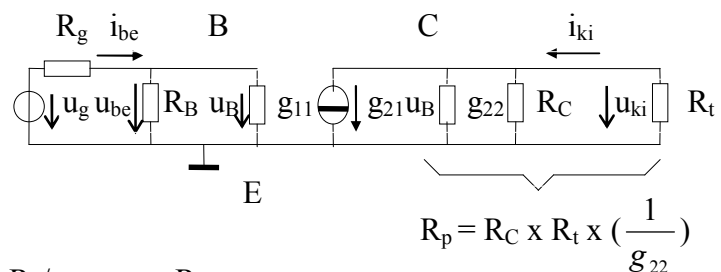 R_g i_be B C i_ki
u_g u_be R_B u_B g_11 g_21u_B g_22 R_C u_ki R_t
E
R_p = R_C x R_t x ( 1 / g_22 )